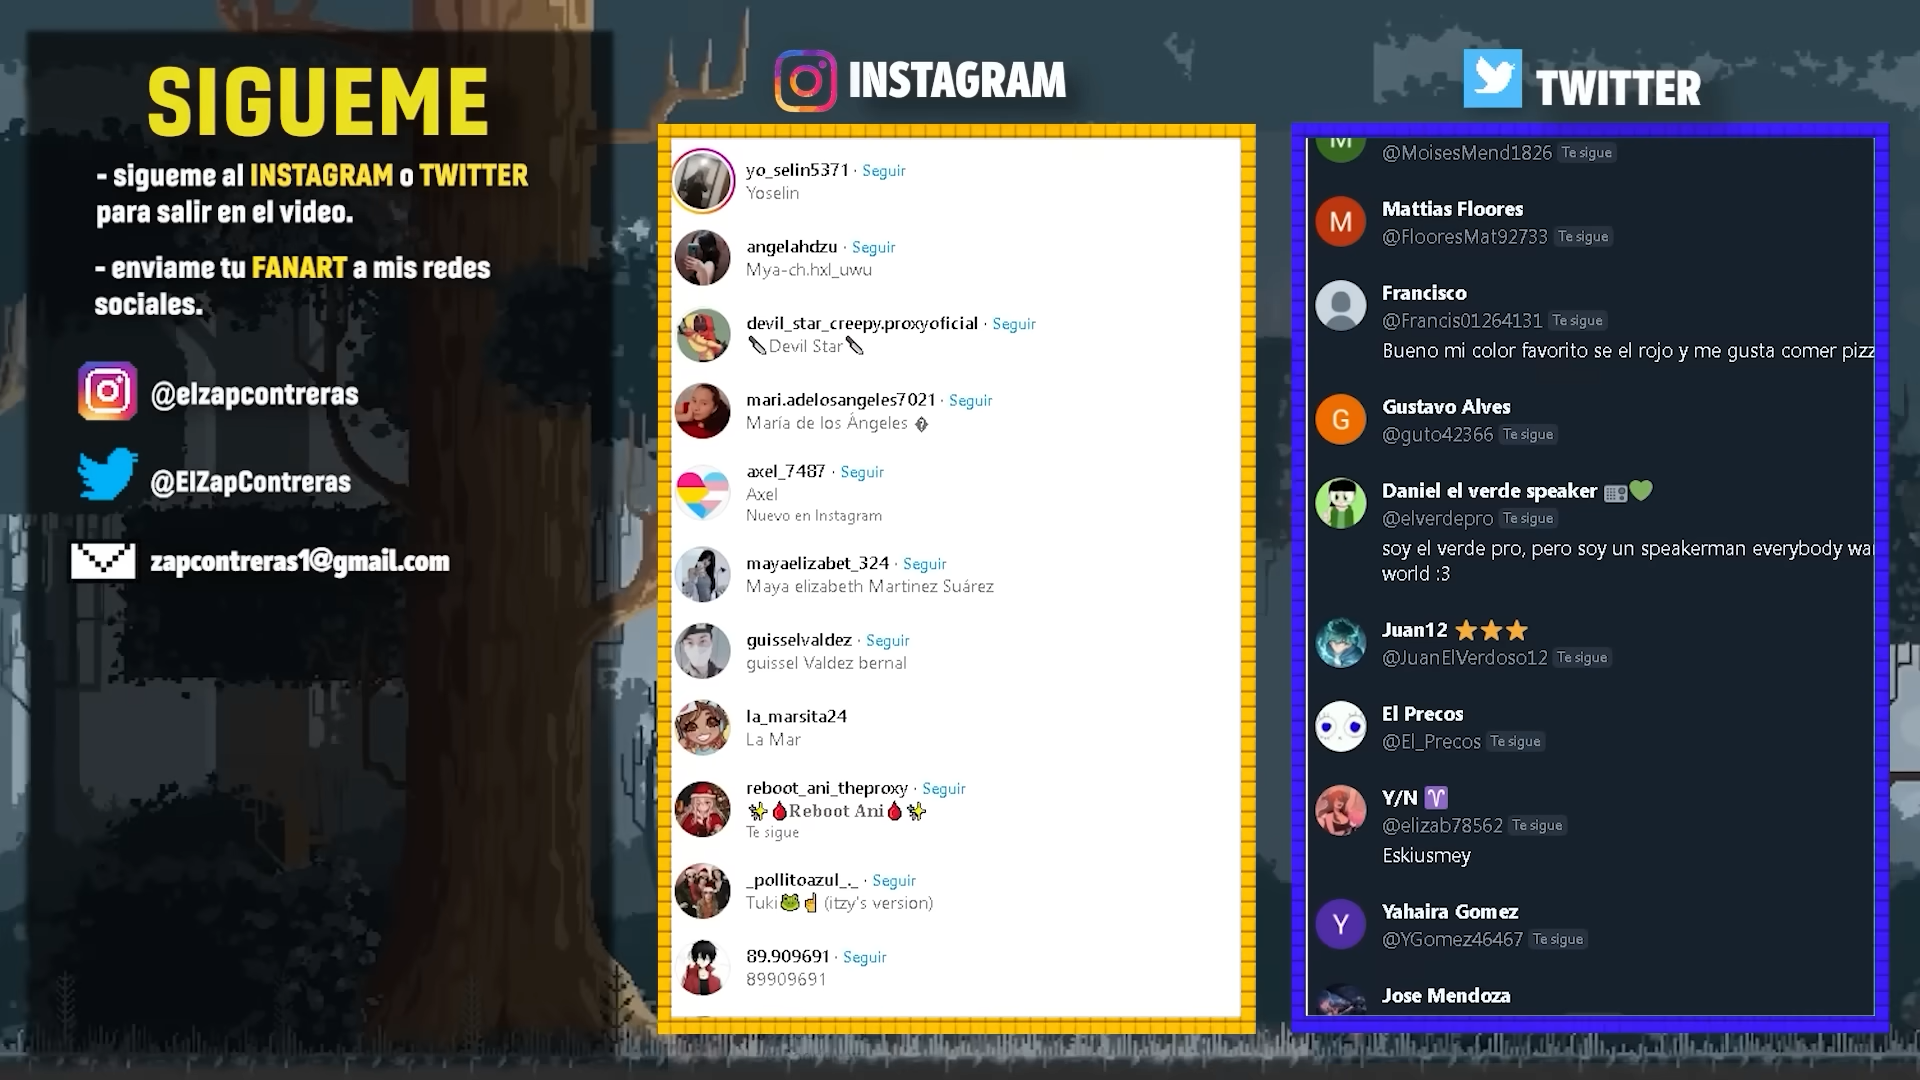 SIGUEME
- sigueme al INSTAGRAM o TWITTER
para salir en el video.
- enviame tu FANART a mis redes
sociales.
@elzapcontreras
@ElZapContreras
zapcontreras1@gmail.com
INSTAGRAM
yo_selin5371 · Seguir
Yoselin
angelahdzu · Seguir
Mya-ch.hxl_uwu
devil_star_creepy.proxyoficial · Seguir
🔪Devil Star🔪
mari.adelosangeles7021 · Seguir
María de los Ángeles �
axel_7487 · Seguir
Axel
Nuevo en Instagram
mayaelizabet_324 · Seguir
Maya elizabeth Martinez Suárez
guisselvaldez · Seguir
guissel Valdez bernal
la_marsita24
La Mar
reboot_ani_theproxy · Seguir
✨🩸Reboot Ani🩸✨
Te sigue
_pollitoazul_._ · Seguir
Tuki🐸☝ (itzy's version)
89.909691 · Seguir
89909691
TWITTER
M
@MoisesMend1826 Te sigue
M
Mattias Floores
@FlooresMat92733 Te sigue
Francisco
@Francis01264131 Te sigue
Bueno mi color favorito se el rojo y me gusta comer pizz
G
Gustavo Alves
@guto42366 Te sigue
Daniel el verde speaker 📻💚
@elverdepro Te sigue
soy el verde pro, pero soy un speakerman everybody wa
world :3
Juan12 ⭐⭐⭐
@JuanElVerdoso12 Te sigue
El Precos
@El_Precos Te sigue
Y/N ♈
@elizab78562 Te sigue
Eskiusmey
Y
Yahaira Gomez
@YGomez46467 Te sigue
Jose Mendoza